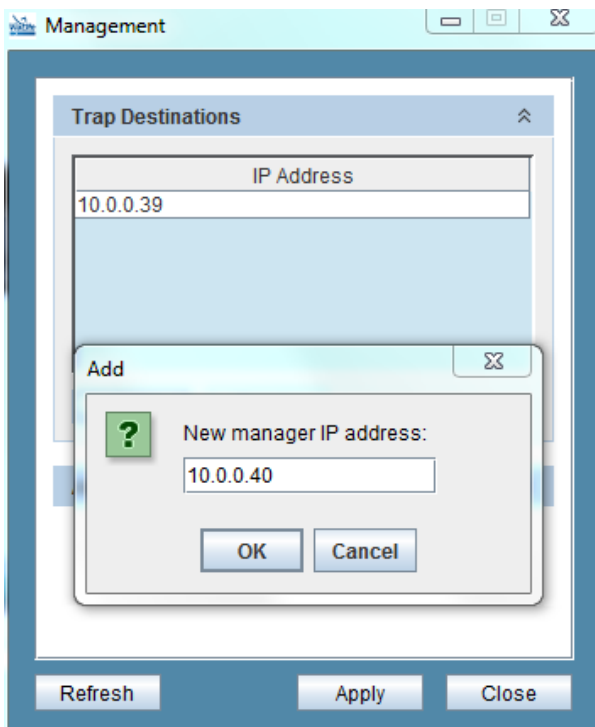 Management
Trap Destinations
IP Address
10.0.0.39
Add
?
New manager IP address:
10.0.0.40
OK Cancel
Refresh Apply Close